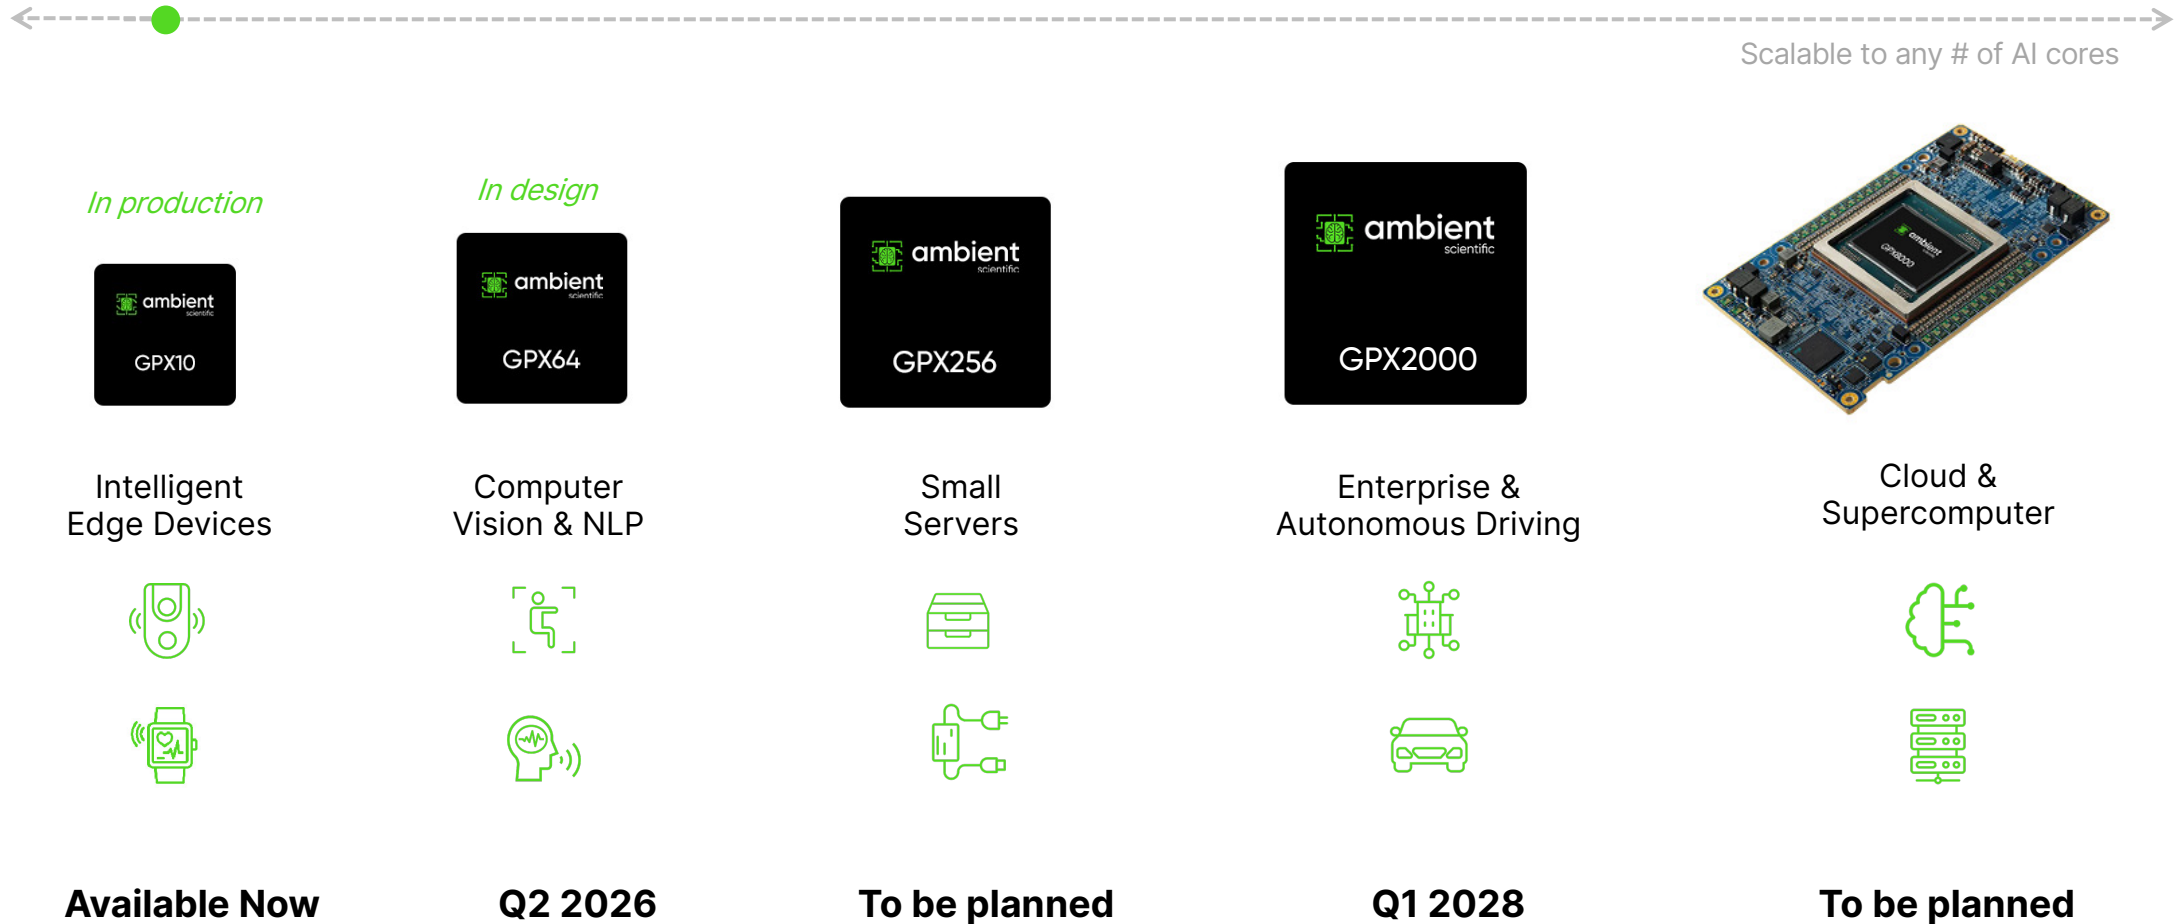 Scalable to any # of AI cores
In production
In design
ambient
scientific
GPX10
ambient
scientific
GPX64
ambient
scientific
GPX256
ambient
scientific
GPX2000
ambient
GPX8000
Intelligent
Edge Devices
Computer
Vision & NLP
Small
Servers
Enterprise &
Autonomous Driving
Cloud &
Supercomputer
Available Now
Q2 2026
To be planned
Q1 2028
To be planned